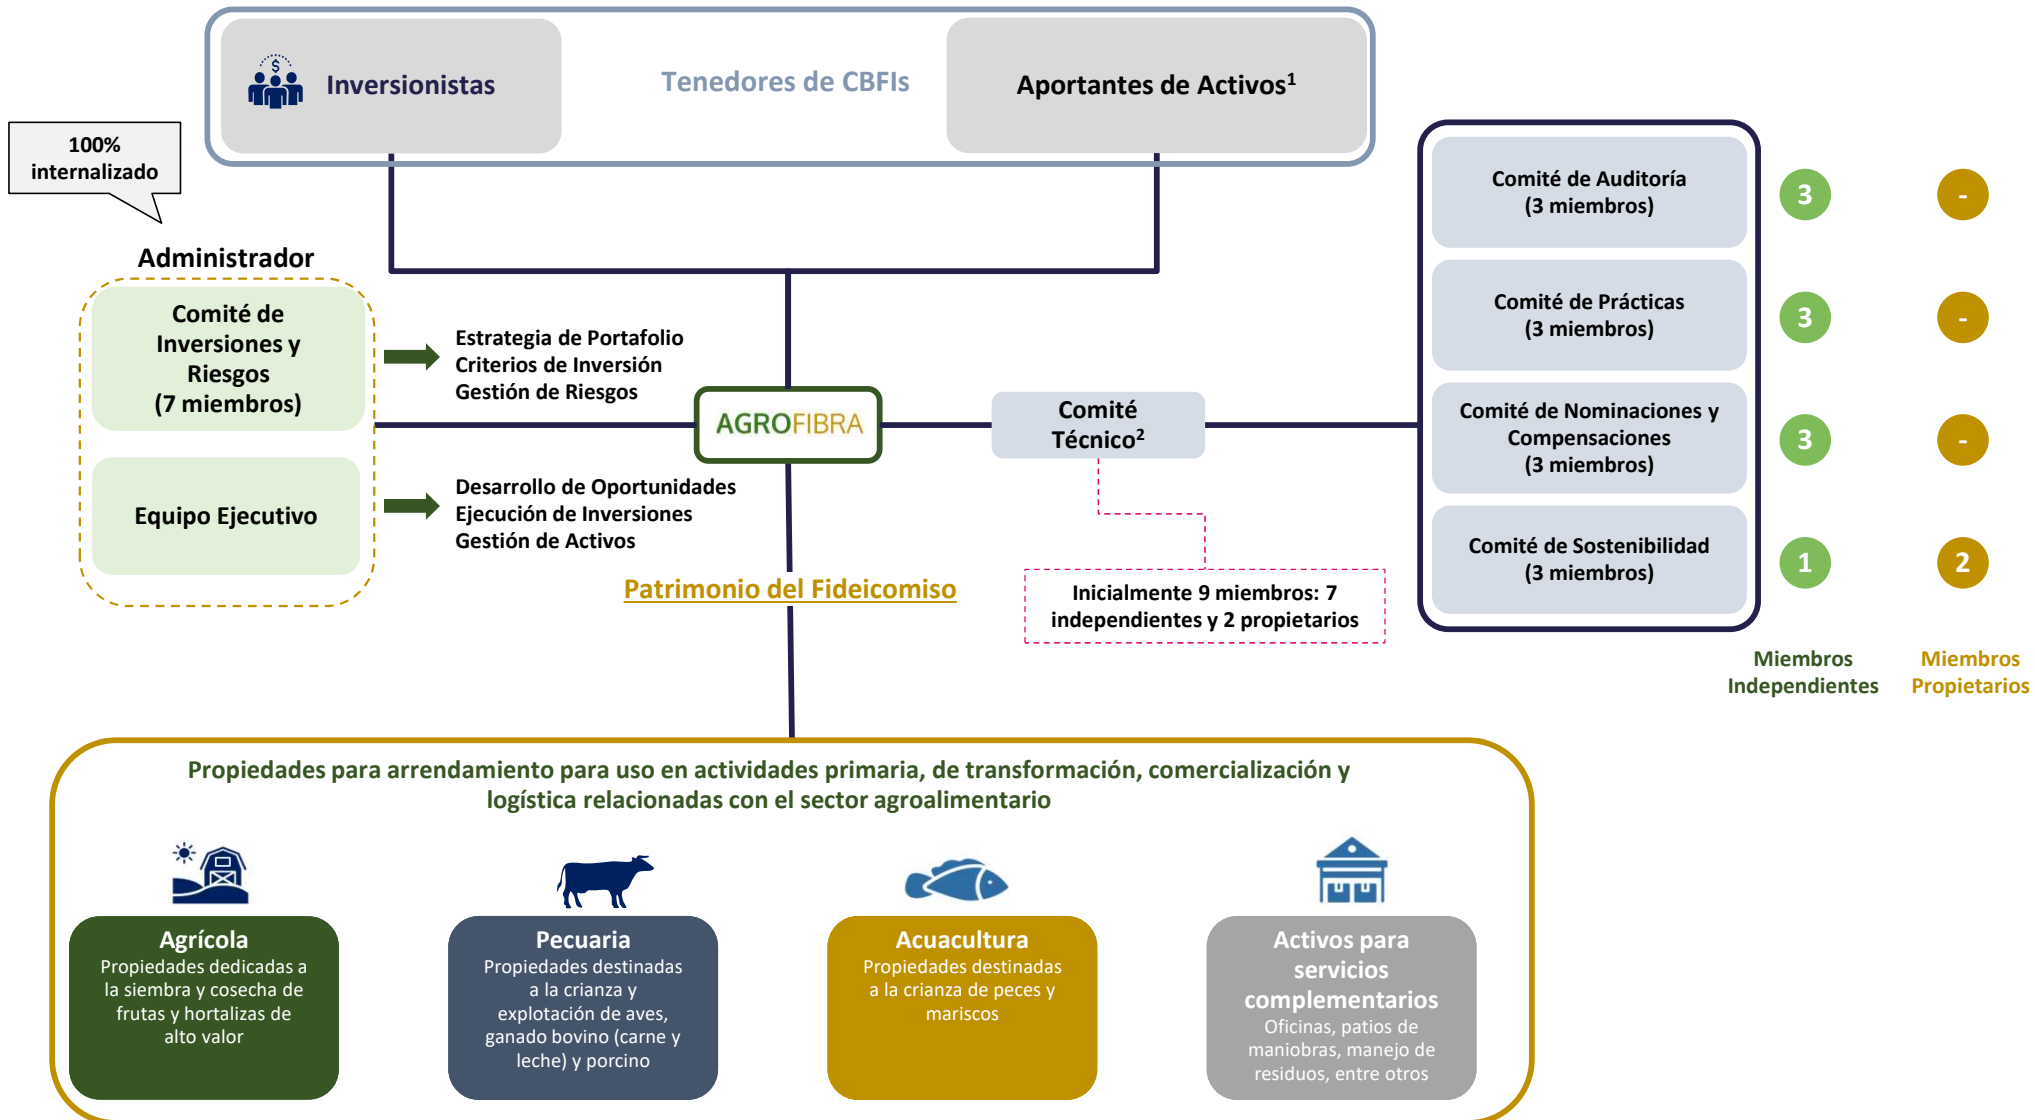 Inversionistas
Tenedores de CBFIs
Aportantes de Activos¹
100%
internalizado
Administrador
Comité de
Inversiones y
Riesgos
(7 miembros)
Estrategia de Portafolio
Criterios de Inversión
Gestión de Riesgos
Equipo Ejecutivo
Desarrollo de Oportunidades
Ejecución de Inversiones
Gestión de Activos
AGROFIBRA
Comité
Técnico²
Inicialmente 9 miembros: 7
independientes y 2 propietarios
Comité de Auditoría
(3 miembros)
3
-
Comité de Prácticas
(3 miembros)
3
-
Comité de Nominaciones y
Compensaciones
(3 miembros)
3
-
Comité de Sostenibilidad
(3 miembros)
1
2
Miembros
Independientes
Miembros
Propietarios
Patrimonio del Fideicomiso
Propiedades para arrendamiento para uso en actividades primaria, de transformación, comercialización y
logística relacionadas con el sector agroalimentario
Agrícola
Propiedades dedicadas a
la siembra y cosecha de
frutas y hortalizas de
alto valor
Pecuaria
Propiedades destinadas
a la crianza y
explotación de aves,
ganado bovino (carne y
leche) y porcino
Acuacultura
Propiedades destinadas
a la crianza de peces y
mariscos
Activos para
servicios
complementarios
Oficinas, patios de
maniobras, manejo de
residuos, entre otros